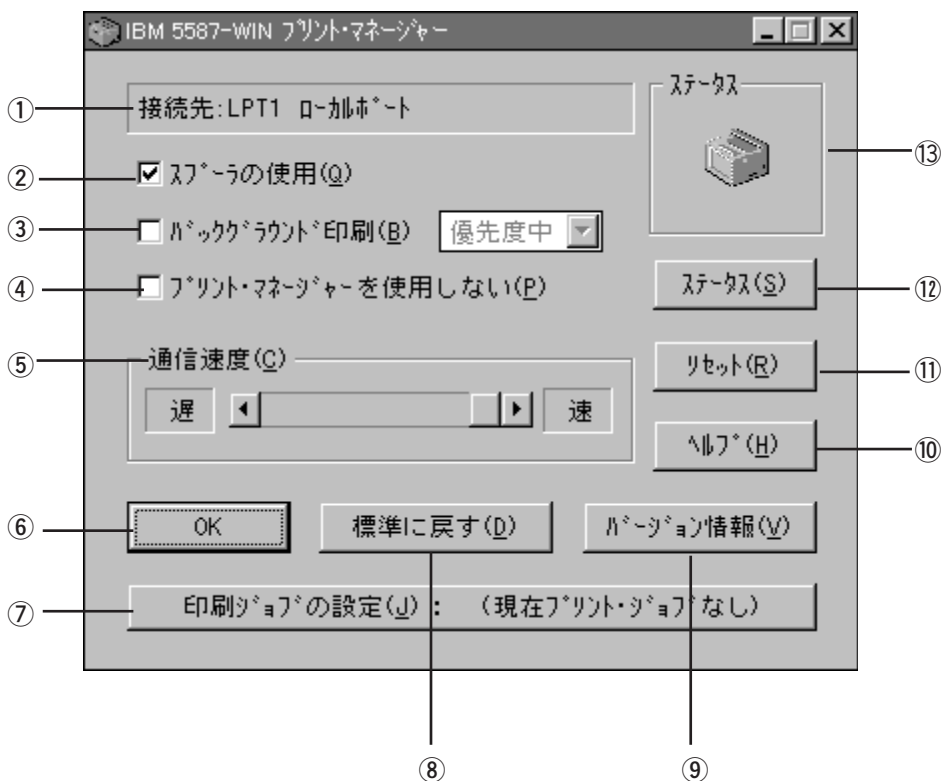 IBM 5587-WIN ﾌﾟﾘﾝﾄ･ﾏﾈｰｼﾞｬｰ
① 接続先:LPT1 ﾛｰｶﾙﾎﾟｰﾄ
ｽﾃｰﾀｽ
⑬
② ｽﾌﾟｰﾗの使用(Q)
③ ﾊﾞｯｸｸﾞﾗｳﾝﾄﾞ印刷(B) 優先度中
④ ﾌﾟﾘﾝﾄ･ﾏﾈｰｼﾞｬｰを使用しない(P)
ｽﾃｰﾀｽ(S) ⑫
⑤ 通信速度(C)
遅 速
ﾘｾｯﾄ(R) ⑪
ﾍﾙﾌﾟ(H) ⑩
⑥ OK 標準に戻す(D) ﾊﾞｰｼﾞｮﾝ情報(V)
⑦ 印刷ｼﾞｮﾌﾞの設定(J): (現在ﾌﾟﾘﾝﾄ･ｼﾞｮﾌﾞなし)
⑧ ⑨